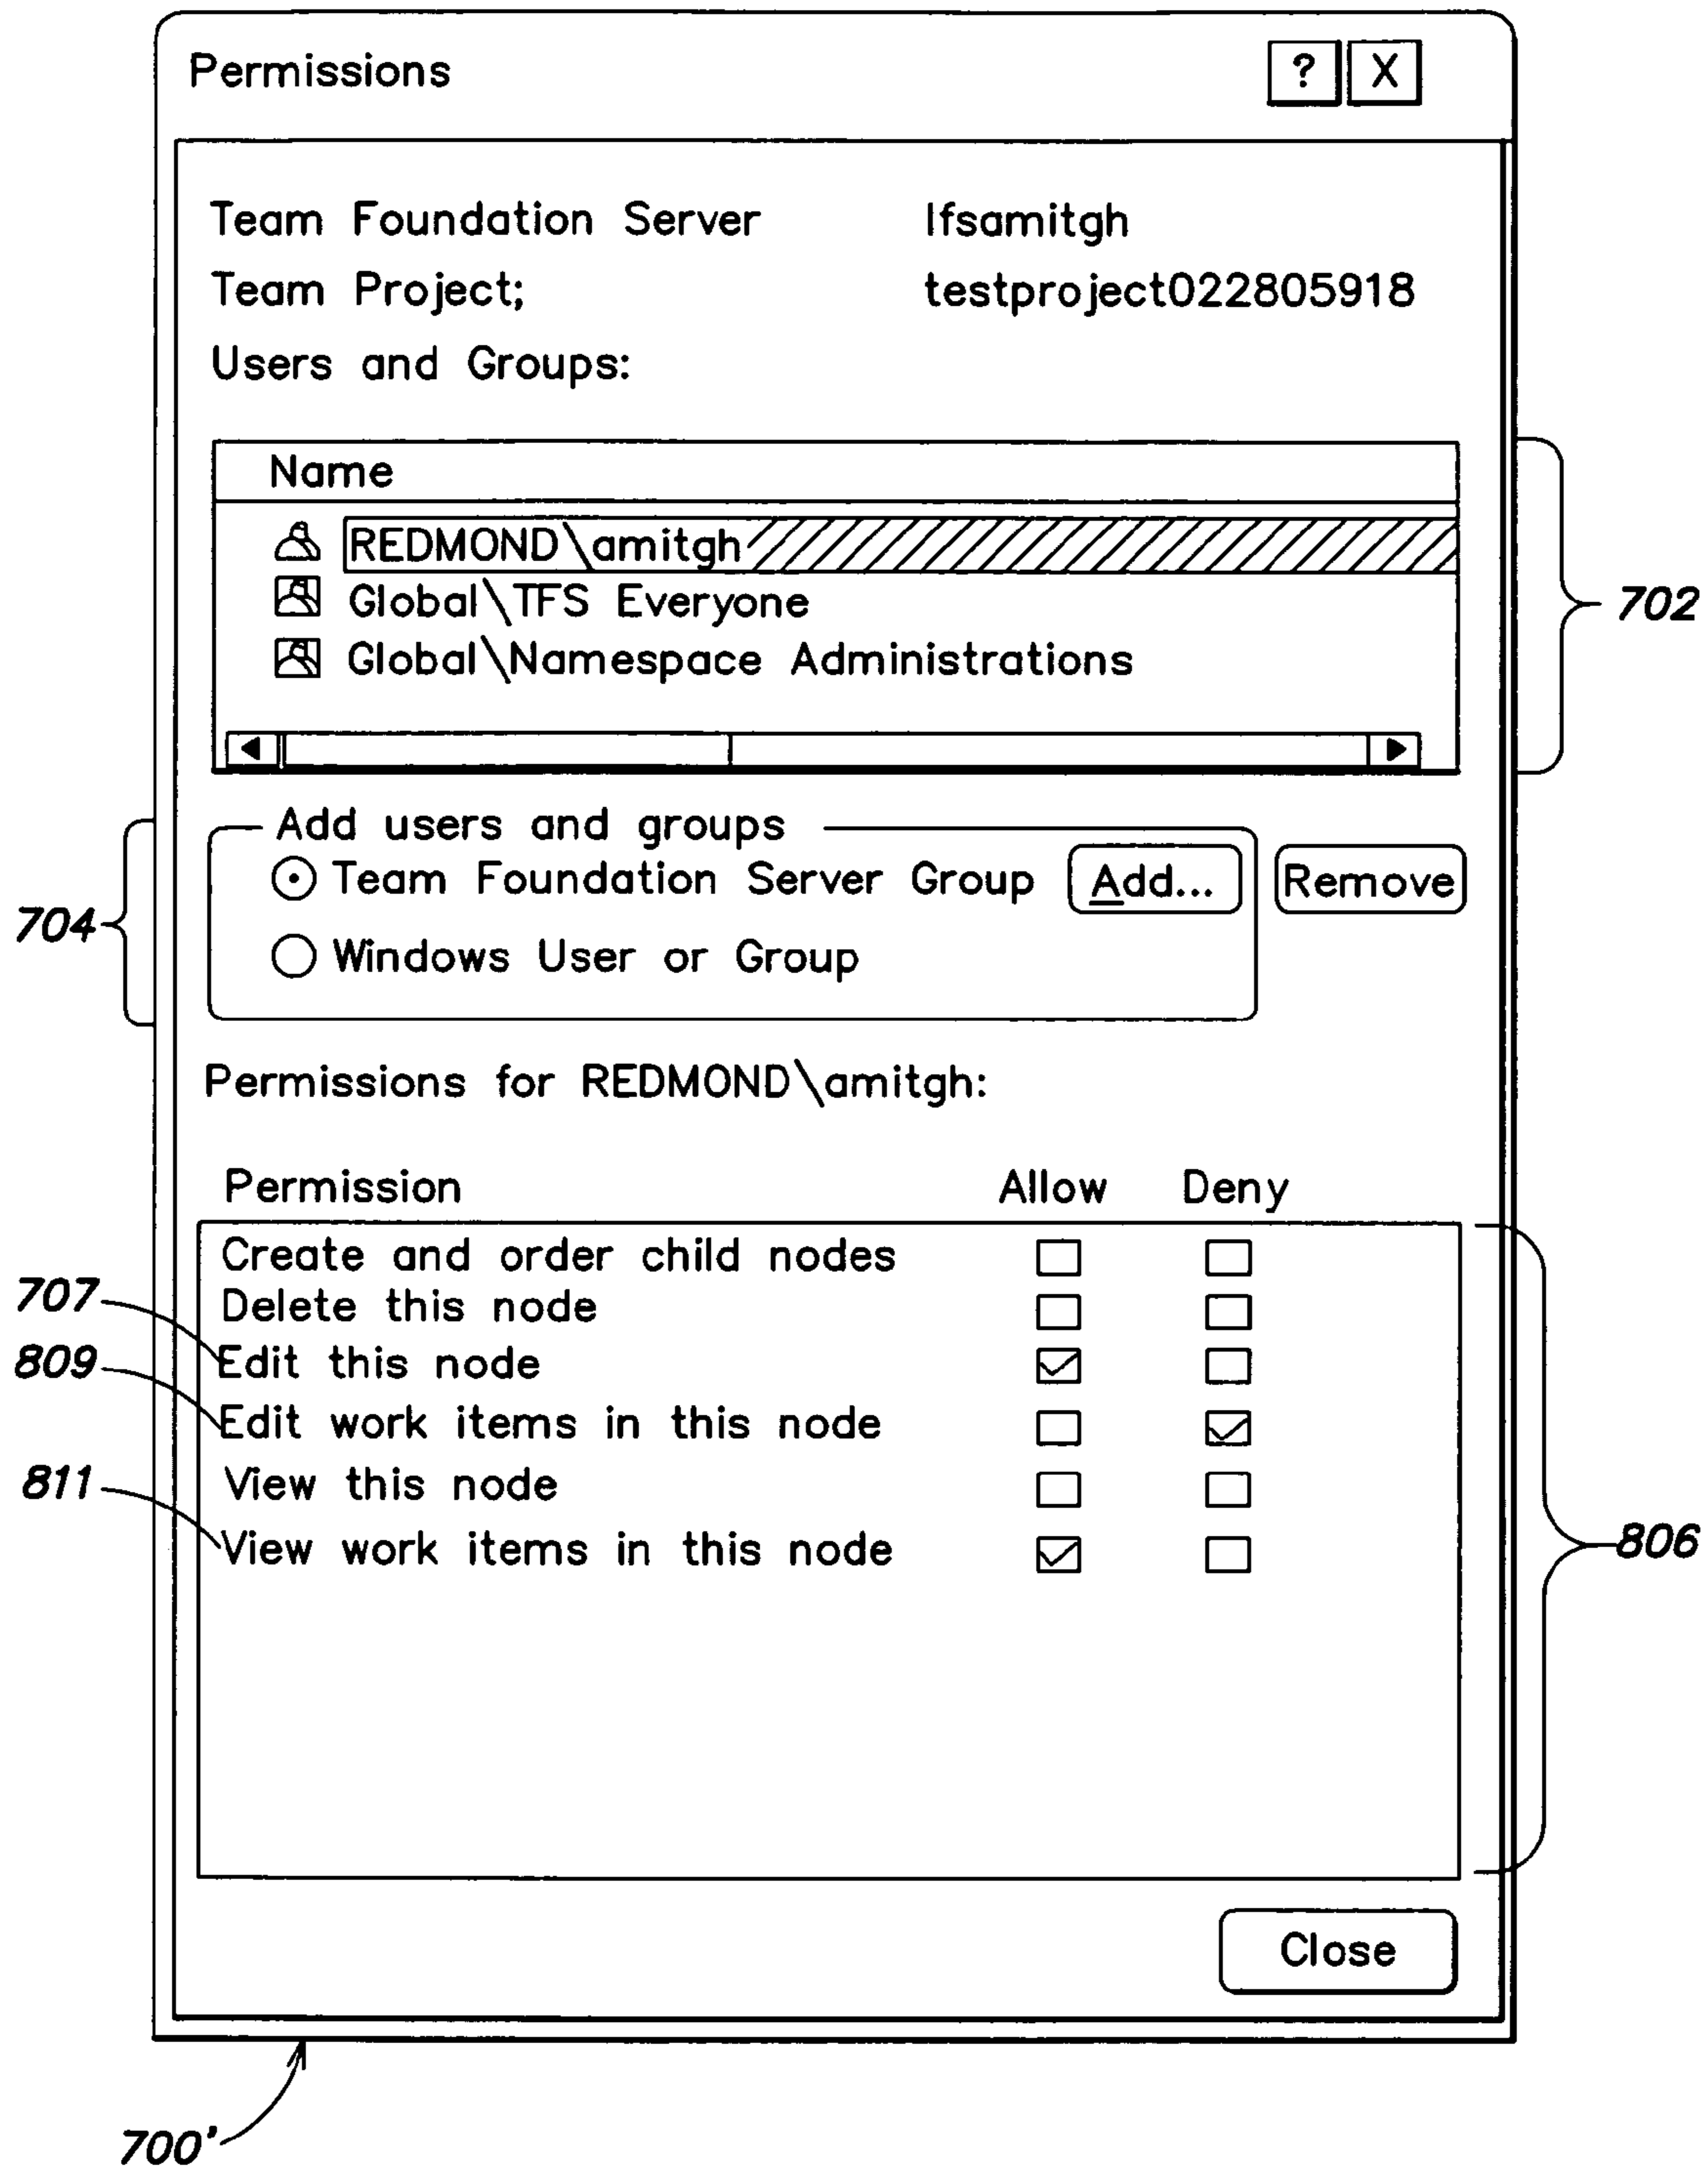 Permissions ? X
Team Foundation Server lfsamitgh
Team Project; testproject022805918
Users and Groups:
Name
REDMOND\amitgh
Global\TFS Everyone
Global\Namespace Administrations
702
Add users and groups
Team Foundation Server Group Add... Remove
704
Windows User or Group
Permissions for REDMOND\amitgh:
Permission Allow Deny
Create and order child nodes
707 Delete this node
809 Edit this node
Edit work items in this node
811 View this node
View work items in this node
806
Close
700'